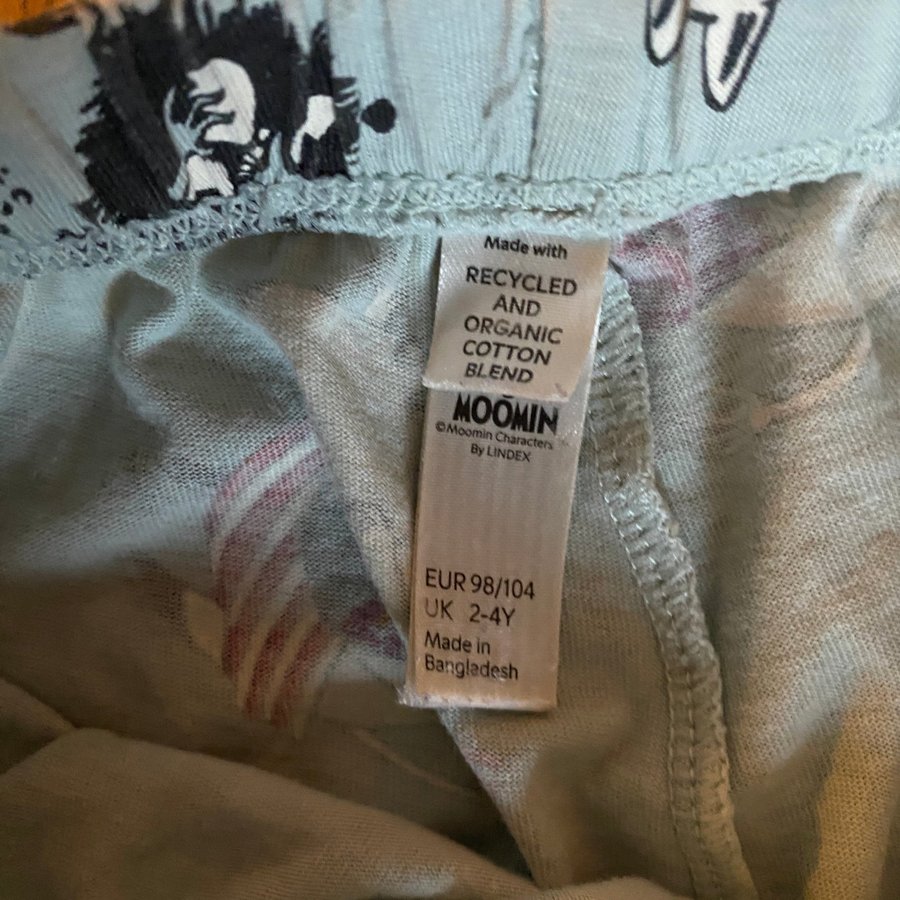 Made with
RECYCLED
AND
ORGANIC
COTTON
BLEND
MOOMIN
©Moomin Characters
By LINDEX
EUR 98/104
UK 2-4Y
Made in
Bangladesh